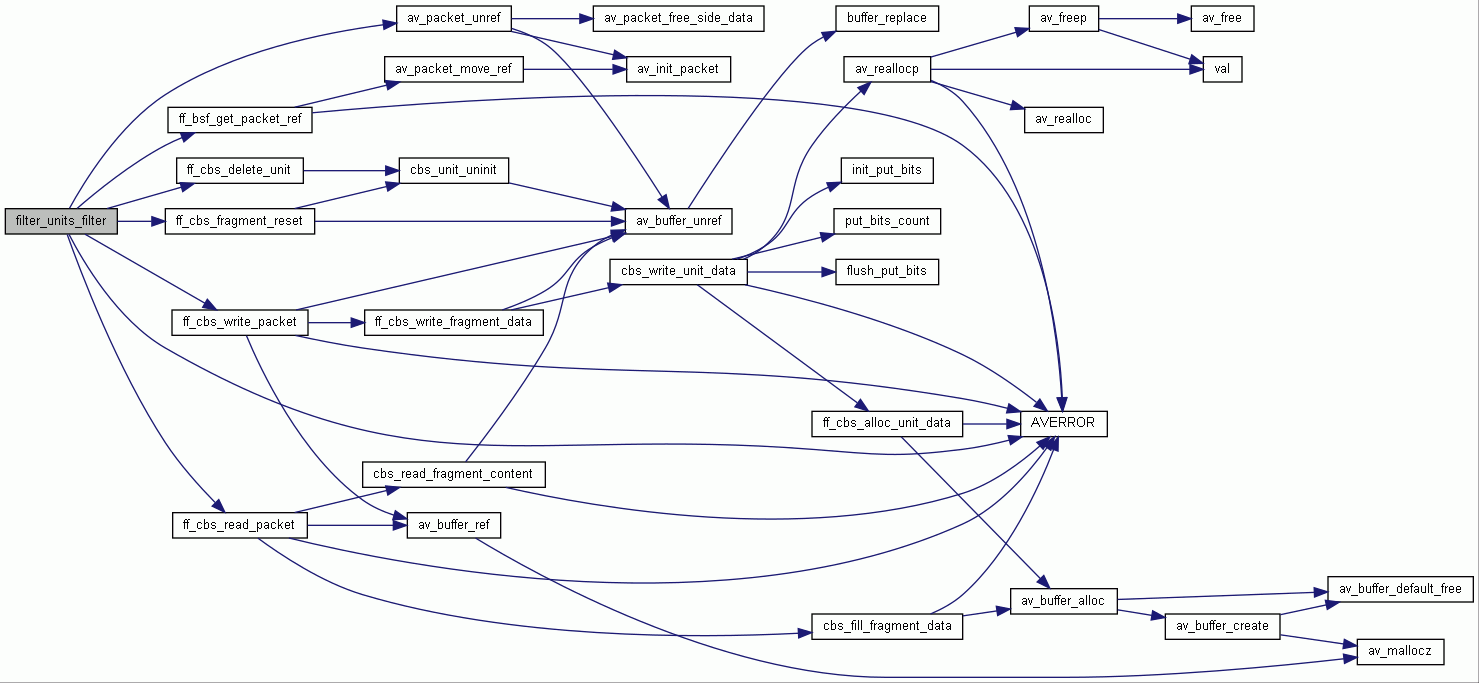 av_packet_unref
av_packet_free_side_data
buffer_replace
av_freep
av_free
av_packet_move_ref
av_init_packet
av_reallocp
val
ff_bsf_get_packet_ref
av_realloc
ff_cbs_delete_unit
cbs_unit_uninit
init_put_bits
filter_units_filter
ff_cbs_fragment_reset
av_buffer_unref
put_bits_count
cbs_write_unit_data
flush_put_bits
ff_cbs_write_packet
ff_cbs_write_fragment_data
ff_cbs_alloc_unit_data
AVERROR
cbs_read_fragment_content
ff_cbs_read_packet
av_buffer_ref
av_buffer_alloc
av_buffer_default_free
cbs_fill_fragment_data
av_buffer_create
av_mallocz